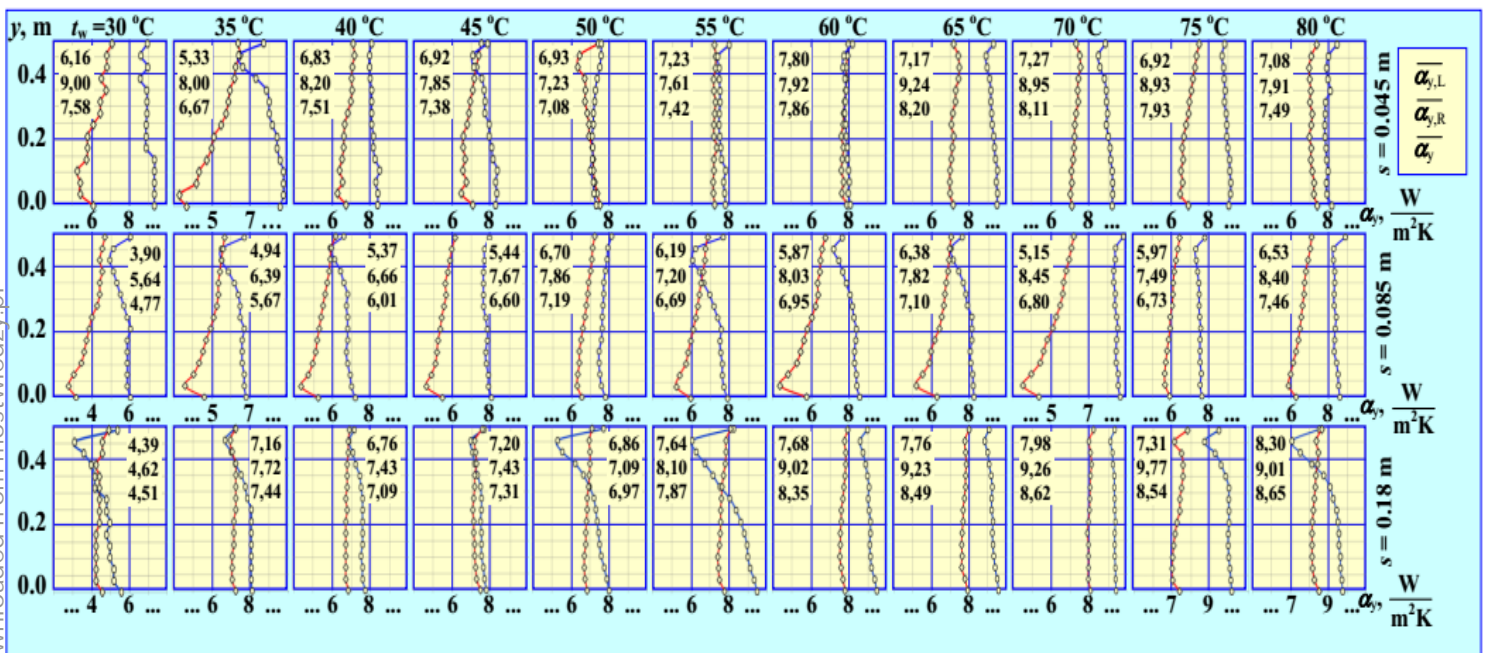 y, m t_w =30 °C 35 °C 40 °C 45 °C 50 °C 55 °C 60 °C 65 °C 70 °C 75 °C 80 °C
0.4
0.2
0.0
6,16 5,33 6,83 6,92 6,93 7,23 7,80 7,17 7,27 6,92 7,08
9,00 8,00 8,20 7,85 7,23 7,61 7,92 9,24 8,95 8,93 7,91
7,58 6,67 7,51 7,38 7,08 7,42 7,86 8,20 8,11 7,93 7,49
s = 0.045 m
α_y,L
α_y,R
α_y
... 6 8 ... ... 5 7 ... ... 6 8 ... ... 6 8 ... ... 6 8 ... ... 6 8 ... ... 6 8 ... ... 6 8 ... ... 6 8 ... ... 6 8 ... ... 6 8 ... α_y, W/m²K
0.4
0.2
0.0
3,90 4,94 5,37 5,44 6,70 6,19 5,87 6,38 5,15 5,97 6,53
5,64 6,39 6,66 7,67 7,86 7,20 8,03 7,82 8,45 7,49 8,40
4,77 5,67 6,01 6,60 7,19 6,69 6,95 7,10 6,80 6,73 7,46
s = 0.085 m
... 4 6 ... ... 5 7 ... ... 6 8 ... ... 6 8 ... ... 6 8 ... ... 6 8 ... ... 6 8 ... ... 6 8 ... ... 5 7 ... ... 6 8 ... ... 6 8 ... α_y, W/m²K
0.4
0.2
0.0
4,39 7,16 6,76 7,20 6,86 7,64 7,68 7,76 7,98 7,31 8,30
4,62 7,72 7,43 7,43 7,09 8,10 9,02 9,23 9,26 9,77 9,01
4,51 7,44 7,09 7,31 6,97 7,87 8,35 8,49 8,62 8,54 8,65
s = 0.18 m
... 4 6 ... ... 6 8 ... ... 6 8 ... ... 6 8 ... ... 6 8 ... ... 6 8 ... ... 6 8 ... ... 6 8 ... ... 6 8 ... ... 7 9 ... ... 7 9 ... α_y, W/m²K